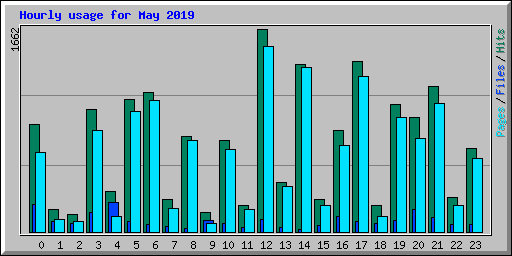 Hourly usage for May 2019
1662
Pages/Files/Hits
0 1 2 3 4 5 6 7 8 9 10 11 12 13 14 15 16 17 18 19 20 21 22 23